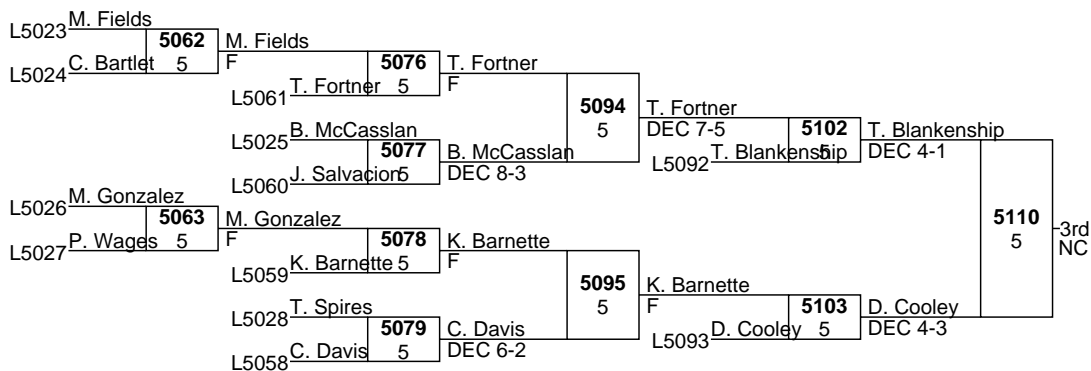 L5023 M. Fields
5062
5
L5024 C. Bartlet
M. Fields
F
5076
5
L5061 T. Fortner
T. Fortner
F
L5025 B. McCasslan
5077
5
L5060 J. Salvacion
B. McCasslan
DEC 8-3
5094
5
T. Fortner
DEC 7-5
5102
5
L5092 T. Blankenship
T. Blankenship
DEC 4-1
L5026 M. Gonzalez
5063
5
L5027 P. Wages
M. Gonzalez
F
5078
5
L5059 K. Barnette
K. Barnette
F
L5028 T. Spires
5079
5
L5058 C. Davis
C. Davis
DEC 6-2
5095
5
K. Barnette
F
5103
5
L5093 D. Cooley
D. Cooley
DEC 4-3
5110
5
3rd
NC